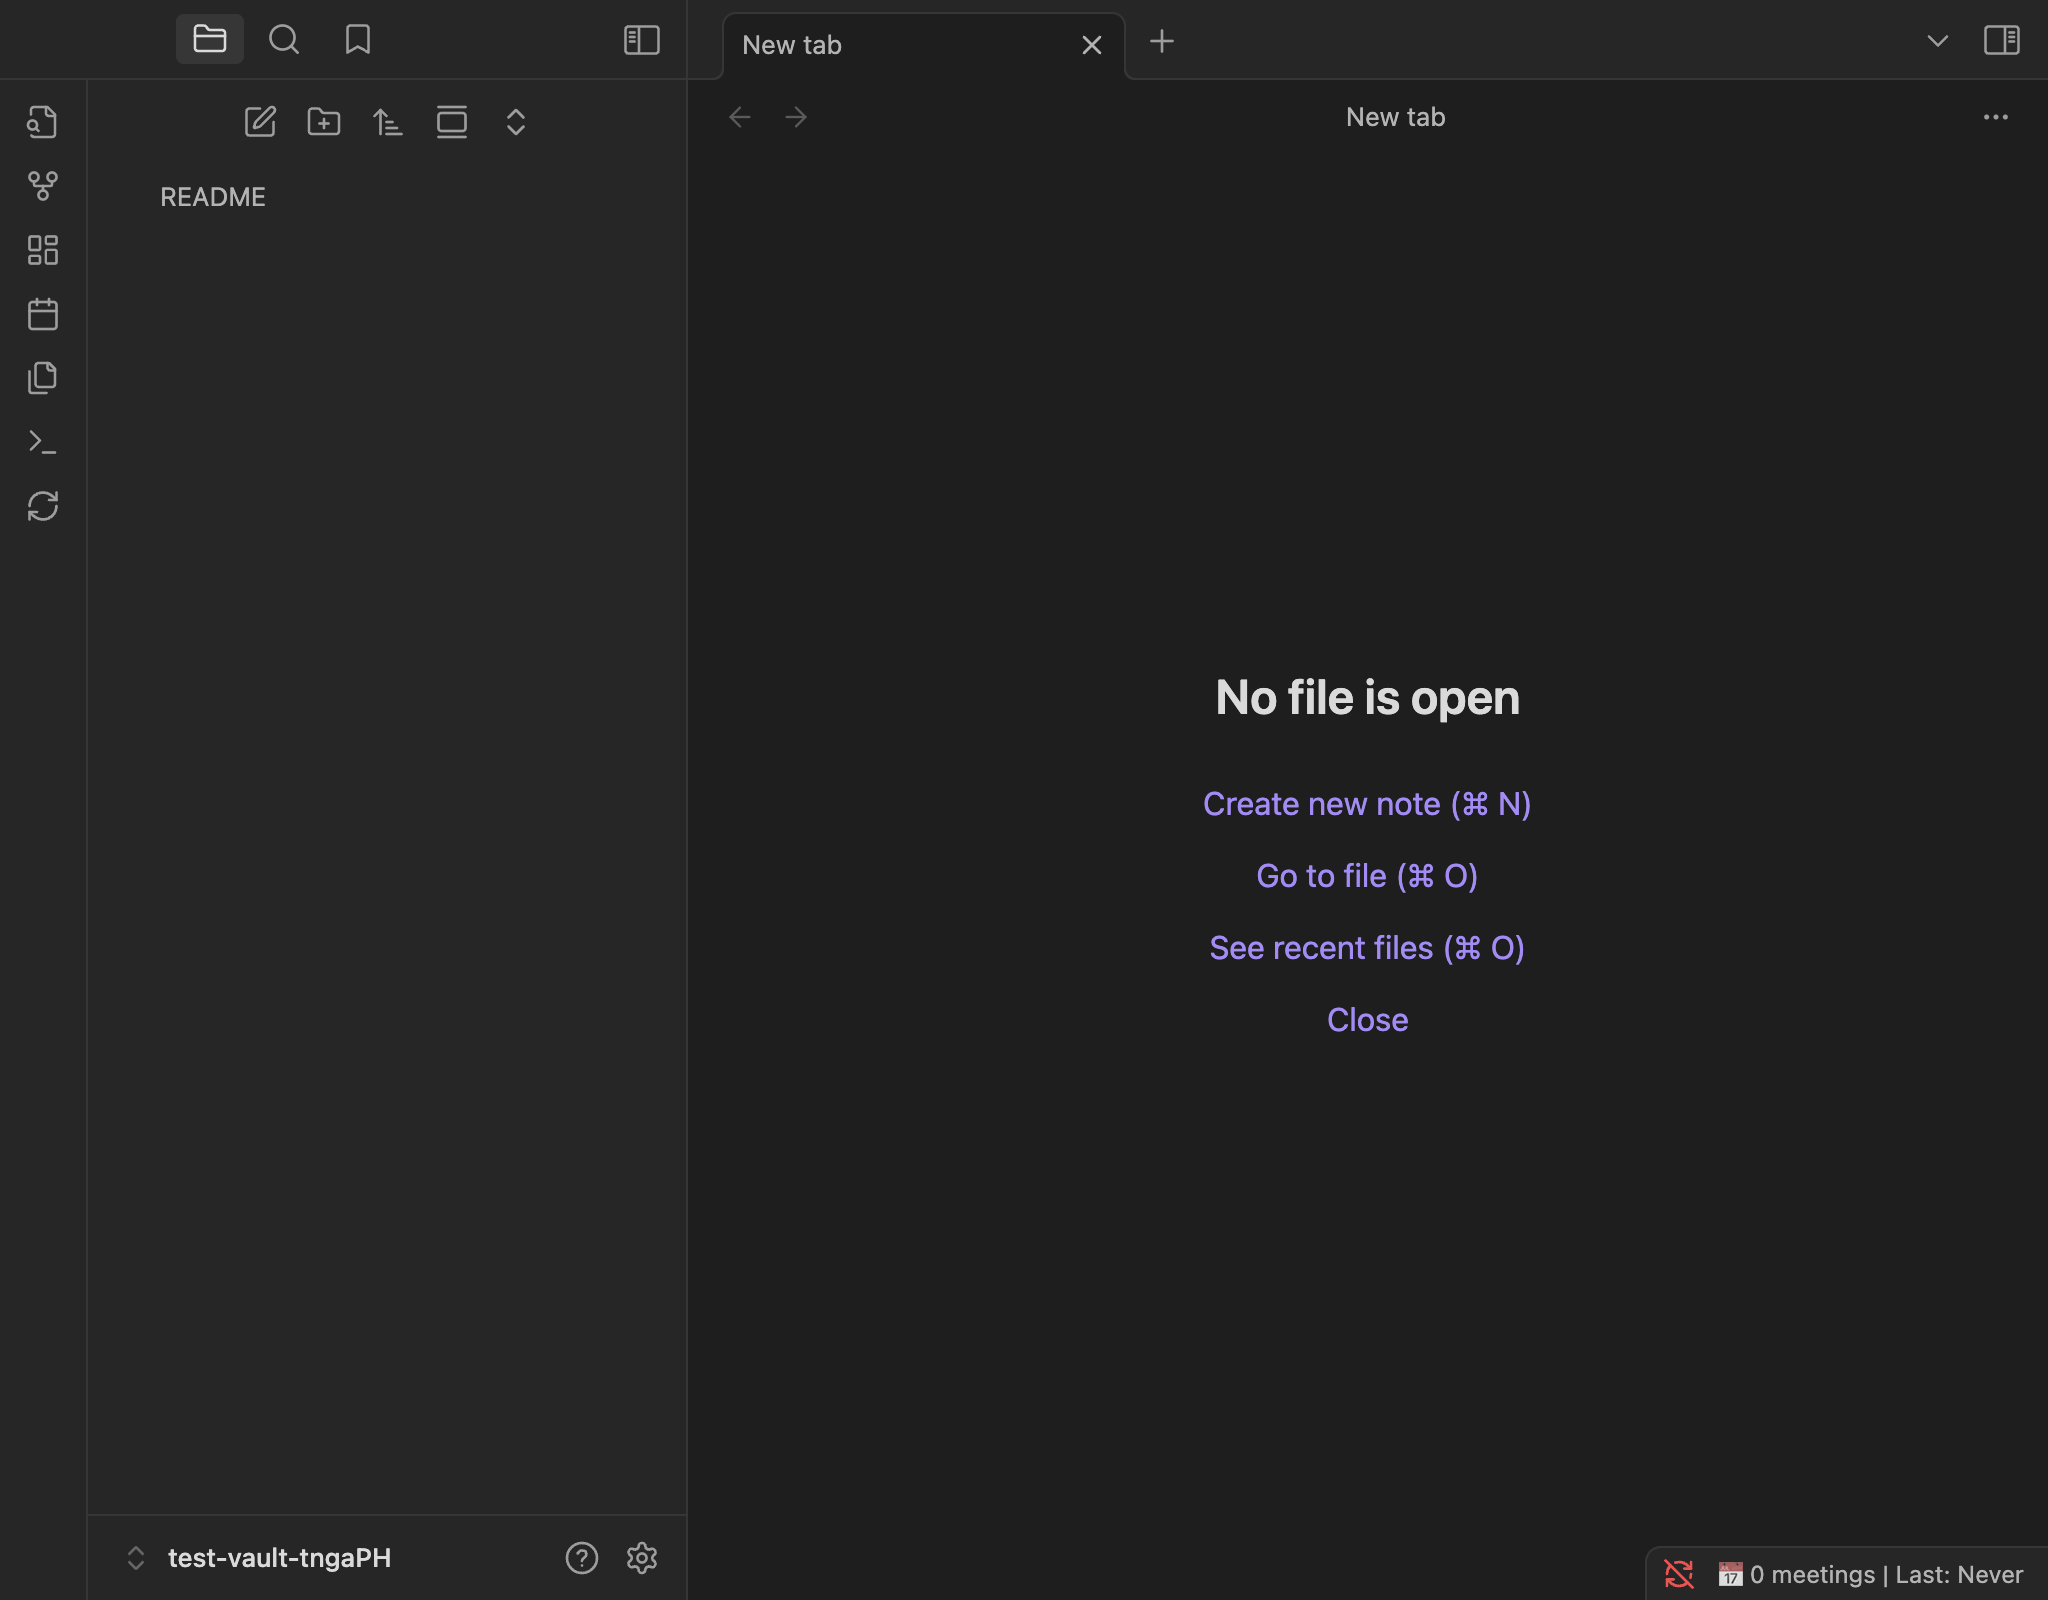 New tab
New tab
README
No file is open
Create new note (⌘ N)
Go to file (⌘ O)
See recent files (⌘ O)
Close
test-vault-tngaPH
17 0 meetings | Last: Never